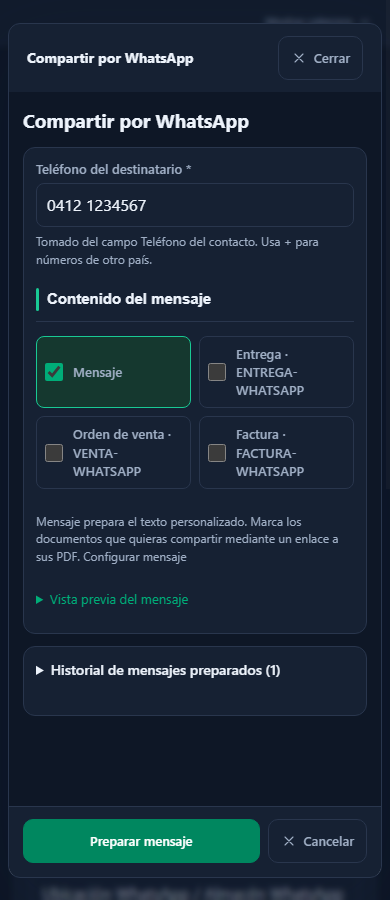 Compartir por WhatsApp
Cerrar
Compartir por WhatsApp
Teléfono del destinatario *
0412 1234567
Tomado del campo Teléfono del contacto. Usa + para
números de otro país.
Contenido del mensaje
Mensaje
Entrega ·
ENTREGA-
WHATSAPP
Orden de venta ·
VENTA-
WHATSAPP
Factura ·
FACTURA-
WHATSAPP
Mensaje prepara el texto personalizado. Marca los
documentos que quieras compartir mediante un enlace a
sus PDF. Configurar mensaje
Vista previa del mensaje
Historial de mensajes preparados (1)
Preparar mensaje
Cancelar